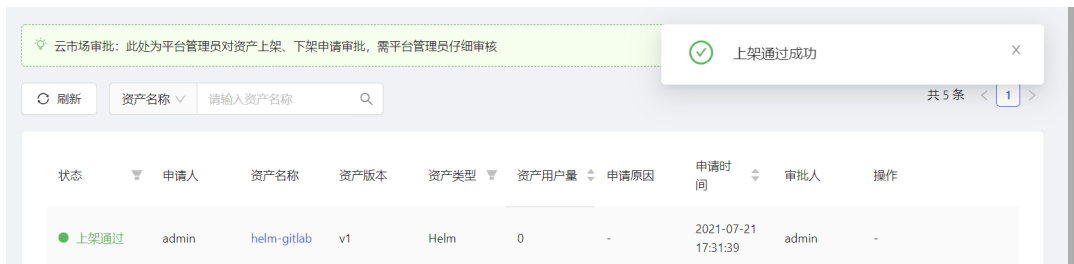 云市场审批：此处为平台管理员对资产上架、下架申请审批，需平台管理员仔细审核
上架通过成功
刷新 资产名称 请输入资产名称
共 5 条 < 1 >
状态 申请人 资产名称 资产版本 资产类型 资产用户量 申请原因 申请时间 审批人 操作
上架通过 admin helm-gitlab v1 Helm 0 - 2021-07-21 17:31:39 admin -